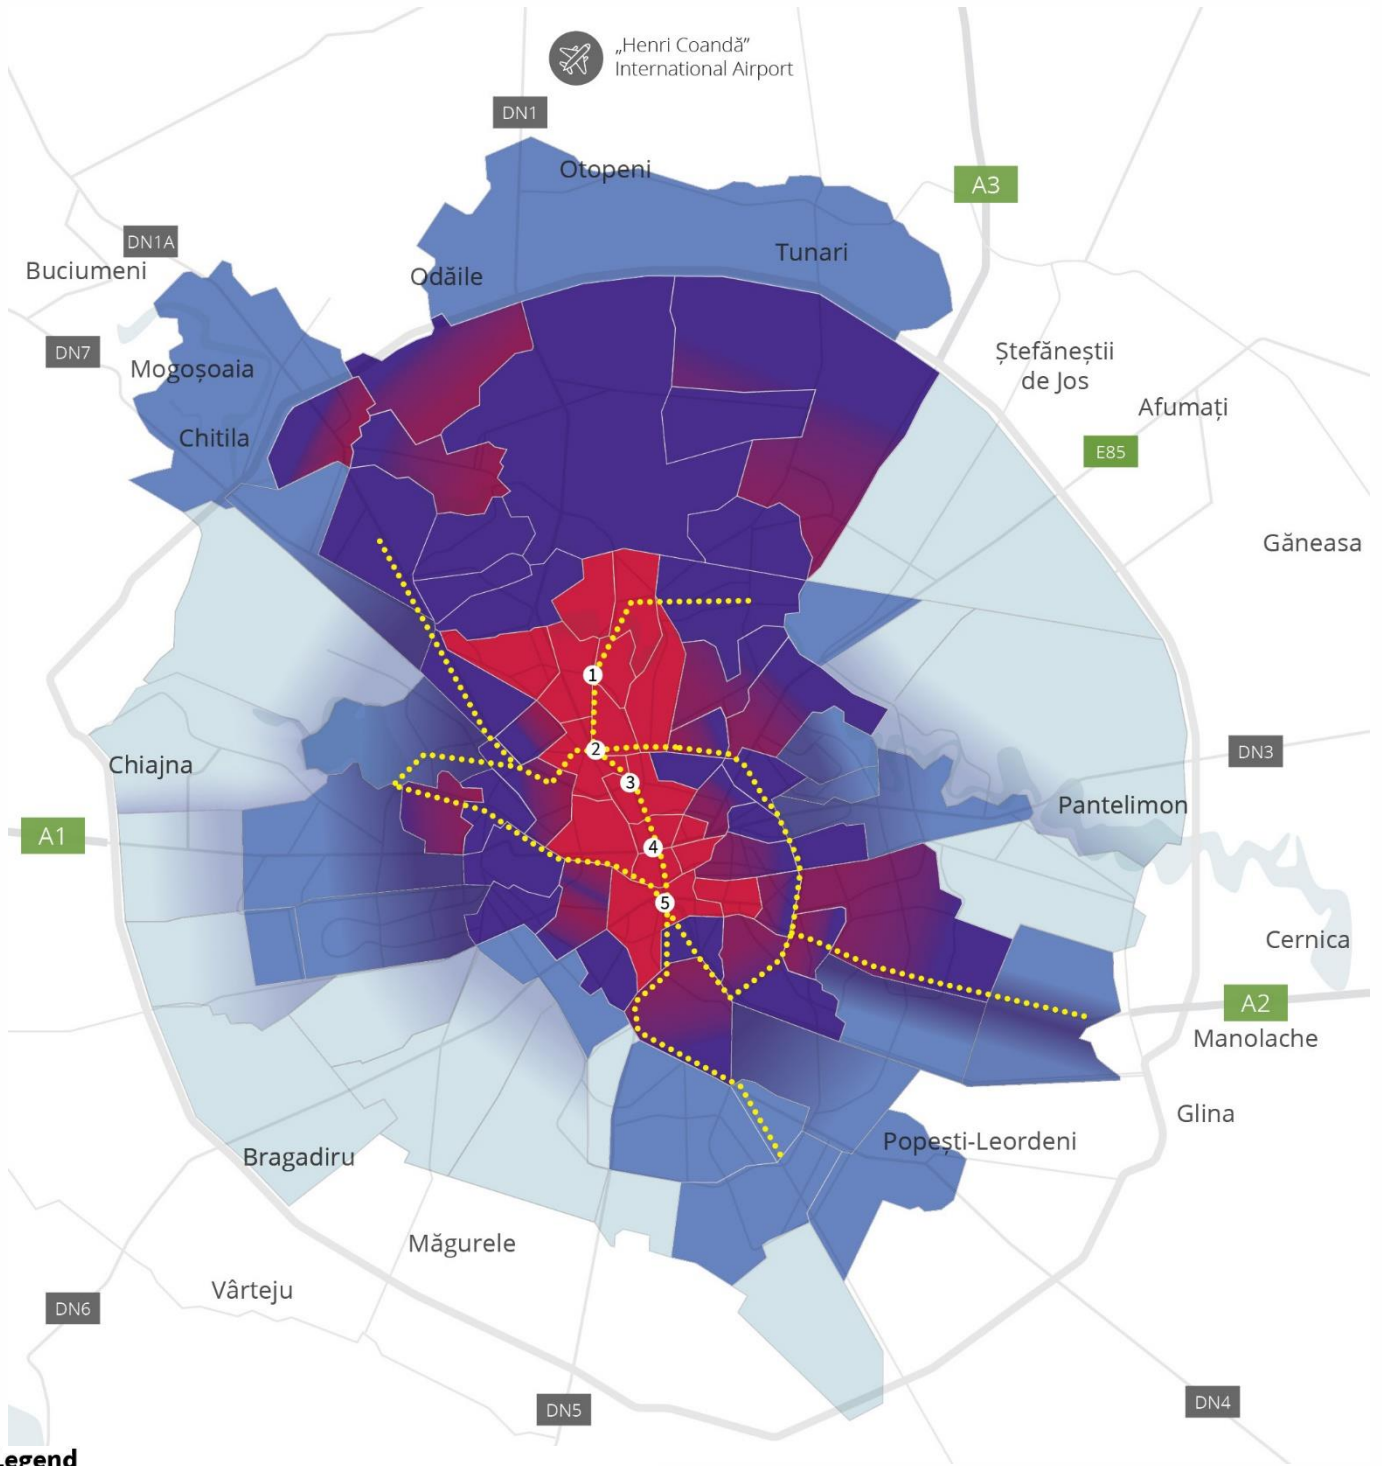 „Henri Coandă”
International Airport
DN1
Otopeni
A3
DN1A
Tunari
Buciumeni
Odăile
DN7
Ștefăneștii
de Jos
Mogoșoaia
Afumați
Chitila
E85
Găneasa
1
2
DN3
Chiajna
3
Pantelimon
A1
4
5
Cernica
A2
Manolache
Glina
Popești-Leordeni
Bragadiru
Măgurele
Vârteju
DN6
DN4
DN5
Legend